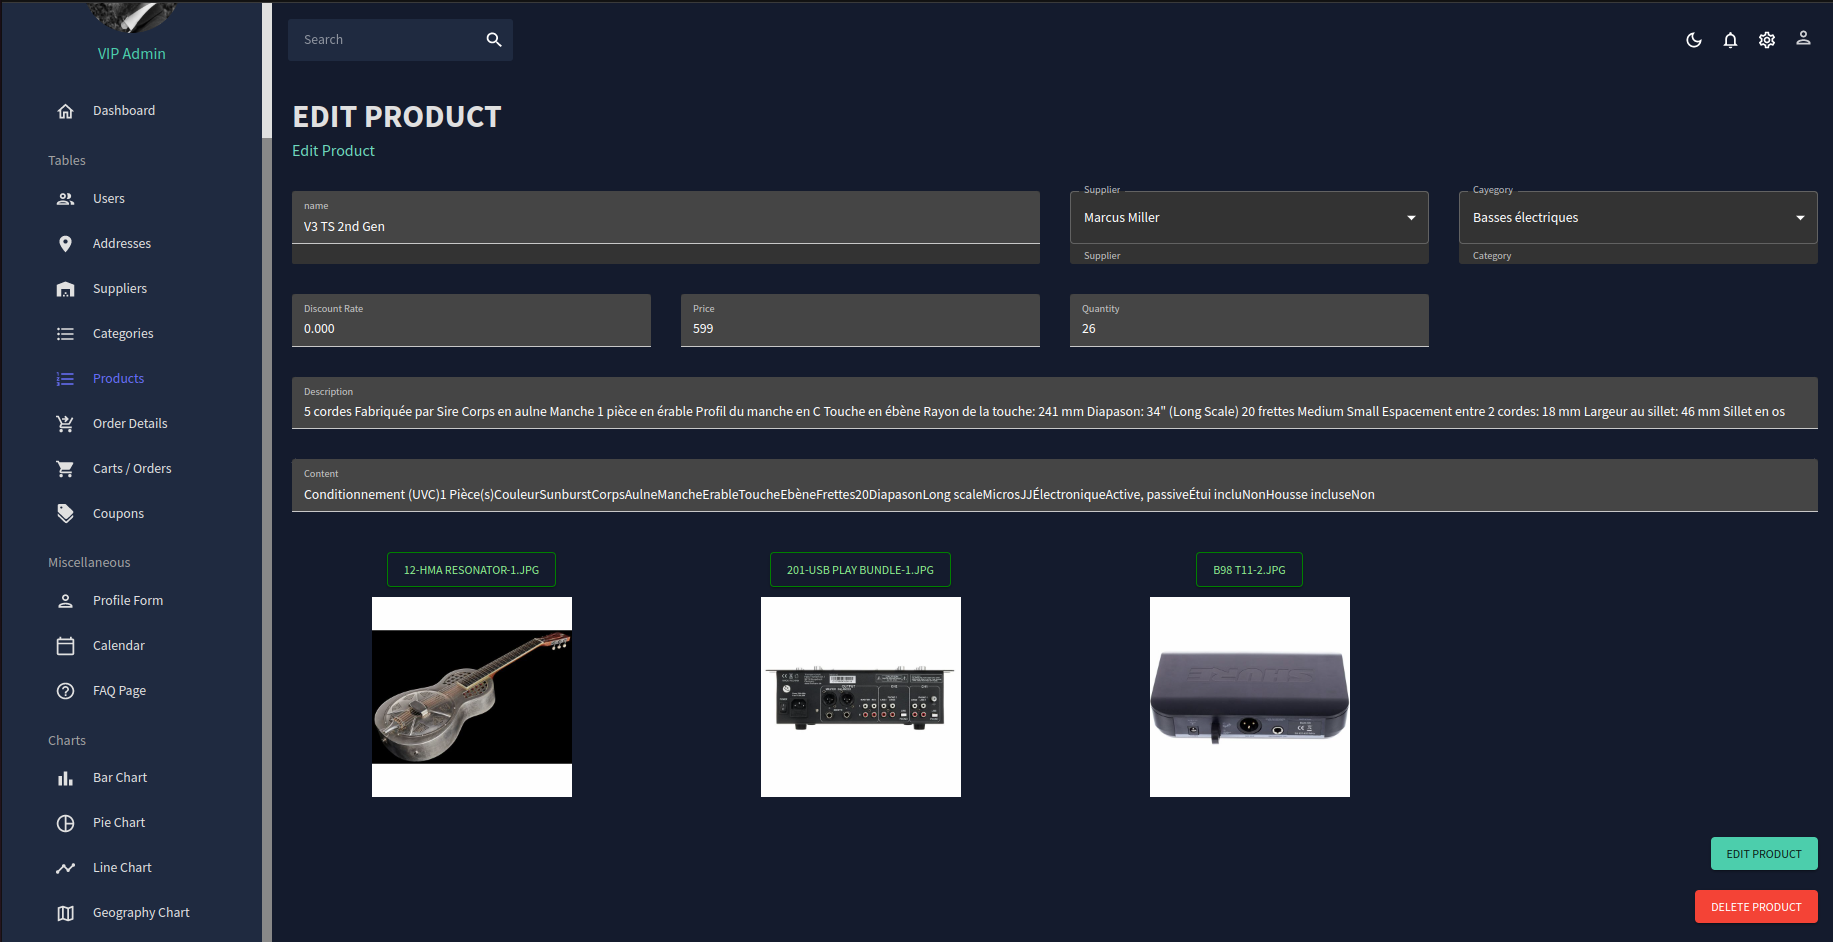 VIP Admin
Dashboard
Tables
Users
Addresses
Suppliers
Categories
Products
Order Details
Carts / Orders
Coupons
Miscellaneous
Profile Form
Calendar
FAQ Page
Charts
Bar Chart
Pie Chart
Line Chart
Geography Chart
Search
EDIT PRODUCT
Edit Product
name
V3 TS 2nd Gen
Supplier
Marcus Miller
Supplier
Cayegory
Basses électriques
Category
Discount Rate
0.000
Price
599
Quantity
26
Description
5 cordes Fabriquée par Sire Corps en aulne Manche 1 pièce en érable Profil du manche en C Touche en ébène Rayon de la touche: 241 mm Diapason: 34" (Long Scale) 20 frettes Medium Small Espacement entre 2 cordes: 18 mm Largeur au sillet: 46 mm Sillet en os
Content
Conditionnement (UVC)1 Pièce(s)CouleurSunburstCorpsAulneMancheErableToucheEbèneFrettes20DiapasonLong scaleMicrosJJÉlectroniqueActive, passiveÉtui incluNonHousse incluseNon
12-HMA RESONATOR-1.JPG
201-USB PLAY BUNDLE-1.JPG
B98 T11-2.JPG
SHURE
EDIT PRODUCT
DELETE PRODUCT